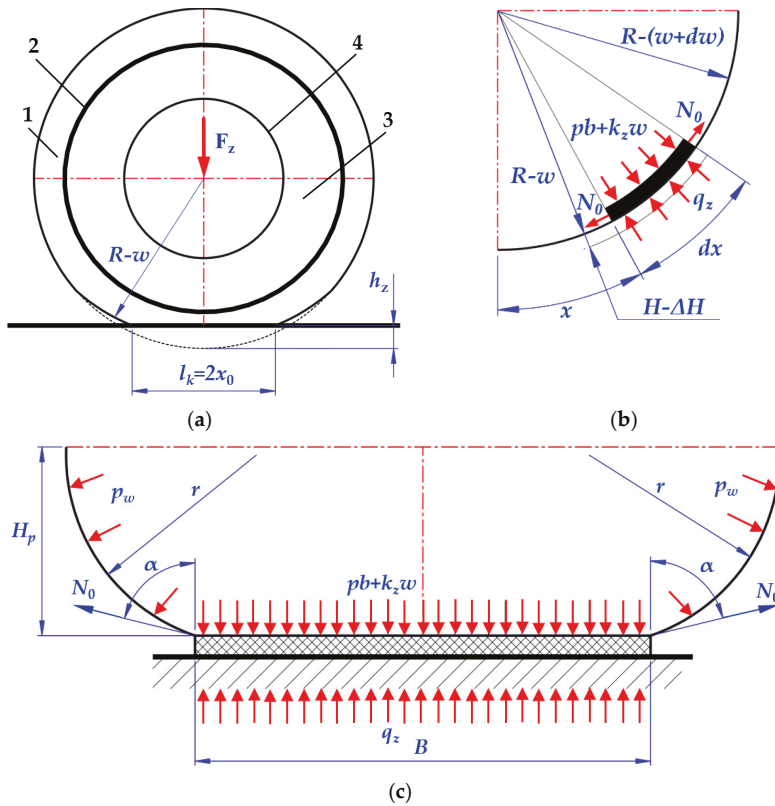 2
4
1
3
F_z
R-w
h_z
l_k=2x_0
(a)
R-(w+dw)
N_0
pb+k_zw
R-w
N_0
q_z
dx
x
H-ΔH
(b)
p_w
r
r
p_w
H_p
α
α
pb+k_zw
N_0
N_0
q_z
B
(c)